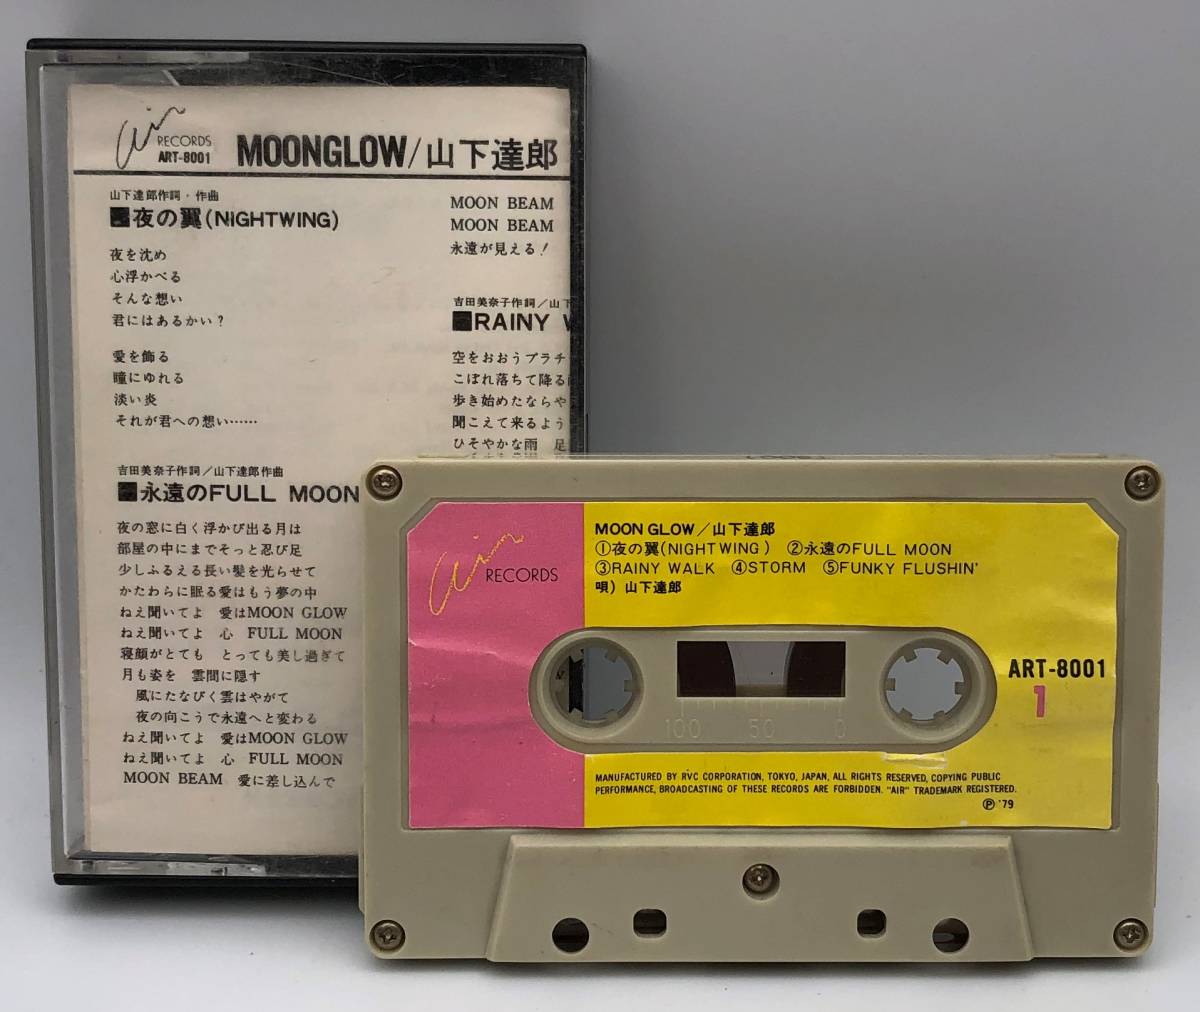 Air RECORDS
ART-8001
MOONGLOW/山下達郎
山下達郎作詞・作曲
夜の翼(NIGHTWING)
夜を沈め
心浮かべる
そんな想い
君にはあるかい?
愛を飾る
瞳にゆれる
淡い炎
それが君への想い……
吉田美奈子作詞/山下達郎作曲
永遠のFULL MOON
夜の窓に白く浮かび出る月は
部屋の中にまでそっと忍び足
少しふるえる長い髪を光らせて
かたわらに眠る愛はもう夢の中
ねえ聞いてよ 愛はMOON GLOW
ねえ聞いてよ 心 FULL MOON
寝顔がとても とっても美し過ぎて
月も姿を 雲間に隠す
風にたなびく雲はやがて
夜の向こうで永遠へと変わる
ねえ聞いてよ 愛はMOON GLOW
ねえ聞いてよ 心 FULL MOON
MOON BEAM 愛に差し込んで
MOON BEAM
MOON BEAM
永遠が見える!
吉田美奈子作詞/山下
RAINY
空をおおうプラチ
こぼれ落ちて降る
歩き始めたならや
聞こえて来るよう
ひそやかな雨 足
Air RECORDS
MOON GLOW/山下達郎
①夜の翼(NIGHTWING) ②永遠のFULL MOON
③RAINY WALK ④STORM ⑤FUNKY FLUSHIN'
唄) 山下達郎
ART-8001
1
100 50 0
MANUFACTURED BY RVC CORPORATION, TOKYO, JAPAN, ALL RIGHTS RESERVED, COPYING PUBLIC
PERFORMANCE, BROADCASTING OF THESE RECORDS ARE FORBIDDEN. "AIR" TRADEMARK REGISTERED.
Ⓟ '79